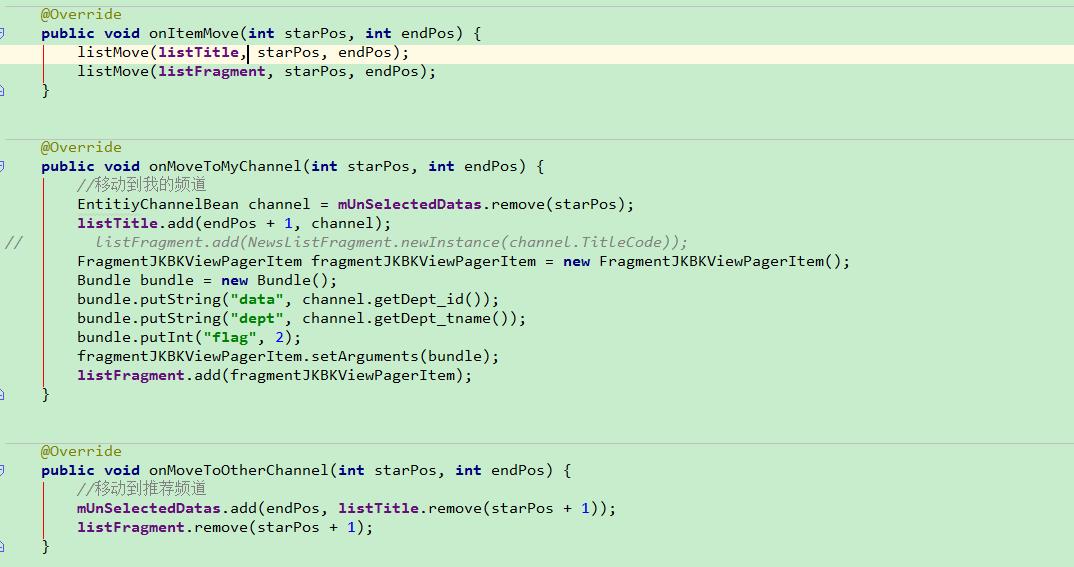 @Override
public void onItemMove(int starPos, int endPos) {
listMove(listTitle, starPos, endPos);
listMove(listFragment, starPos, endPos);
}
@Override
public void onMoveToMyChannel(int starPos, int endPos) {
//移动到我的频道
EntitiyChannelBean channel = mUnSelectedDatas.remove(starPos);
listTitle.add(endPos + 1, channel);
// listFragment.add(NewsListFragment.newInstance(channel.TitleCode));
FragmentJKBKViewPagerItem fragmentJKBKViewPagerItem = new FragmentJKBKViewPagerItem();
Bundle bundle = new Bundle();
bundle.putString("data", channel.getDept_id());
bundle.putString("dept", channel.getDept_tname());
bundle.putInt("flag", 2);
fragmentJKBKViewPagerItem.setArguments(bundle);
listFragment.add(fragmentJKBKViewPagerItem);
}
@Override
public void onMoveToOtherChannel(int starPos, int endPos) {
//移动到推荐频道
mUnSelectedDatas.add(endPos, listTitle.remove(starPos + 1));
listFragment.remove(starPos + 1);
}